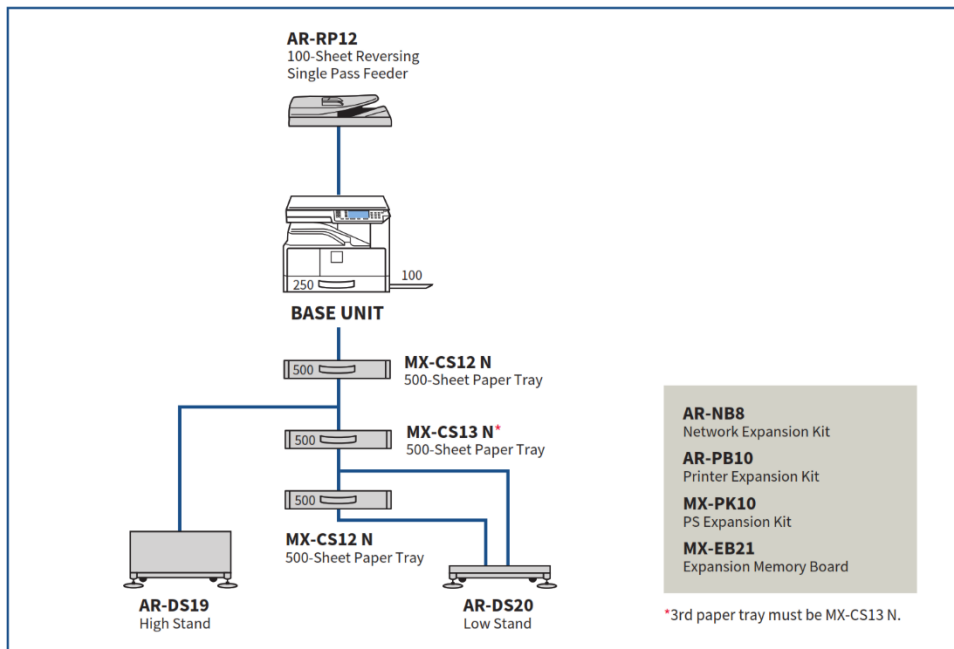 AR-RP12
100-Sheet Reversing
Single Pass Feeder
250
100
BASE UNIT
500
MX-CS12 N
500-Sheet Paper Tray
500
MX-CS13 N*
500-Sheet Paper Tray
500
MX-CS12 N
500-Sheet Paper Tray
AR-DS19
High Stand
AR-DS20
Low Stand
AR-NB8
Network Expansion Kit
AR-PB10
Printer Expansion Kit
MX-PK10
PS Expansion Kit
MX-EB21
Expansion Memory Board
*3rd paper tray must be MX-CS13 N.